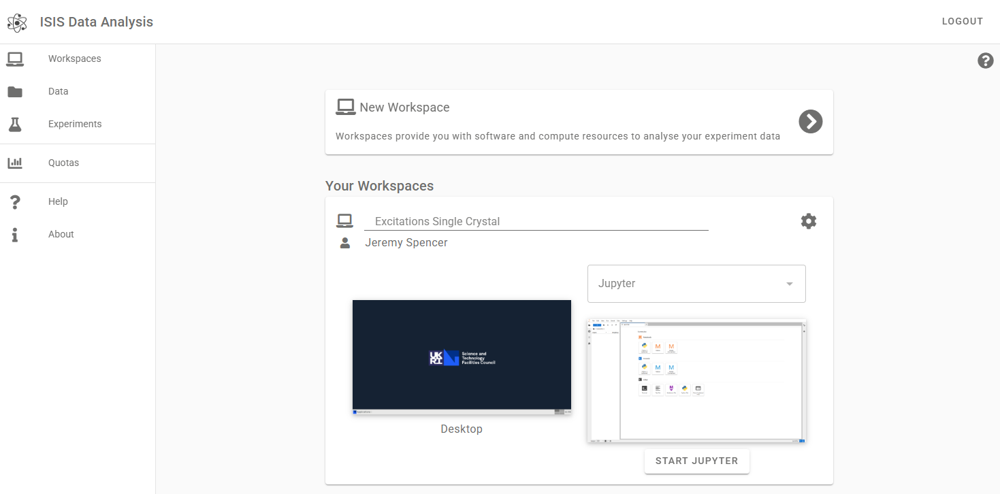 ISIS Data Analysis
LOGOUT
Workspaces
Data
Experiments
Quotas
Help
About
New Workspace
Workspaces provide you with software and compute resources to analyse your experiment data
Your Workspaces
Excitations Single Crystal
Jeremy Spencer
Jupyter
UK
RI
Science and
Technology
Facilities Council
Applications
Desktop
START JUPYTER